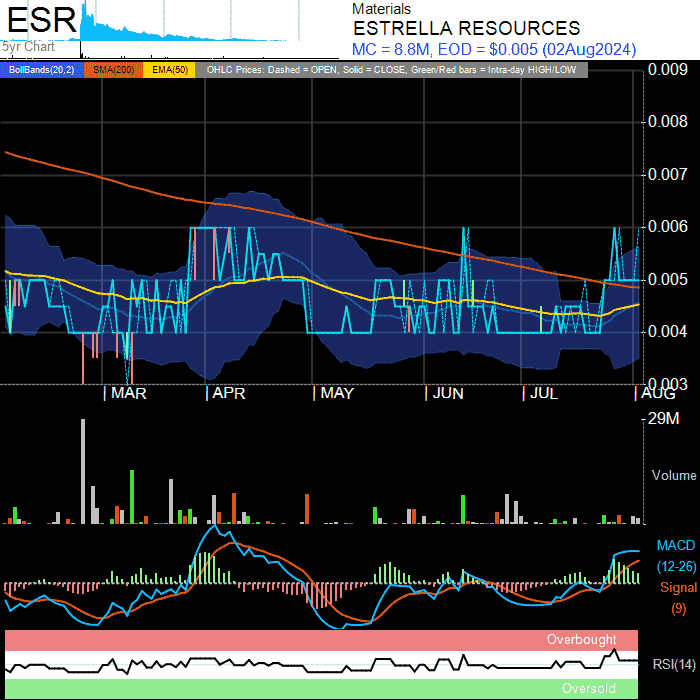 ESR
5yr Chart
Materials
ESTRELLA RESOURCES
MC = 8.8M, EOD = $0.005 (02Aug2024)
BollBands(20,2) SMA(200) EMA(50) OHLC Prices: Dashed = OPEN, Solid = CLOSE, Green/Red bars = Intra-day HIGH/LOW
0.009
0.008
0.007
0.006
0.005
0.004
0.003
MAR APR MAY JUN JUL AUG
29M
Volume
MACD
(12-26)
Signal
(9)
Overbought
RSI(14)
Oversold